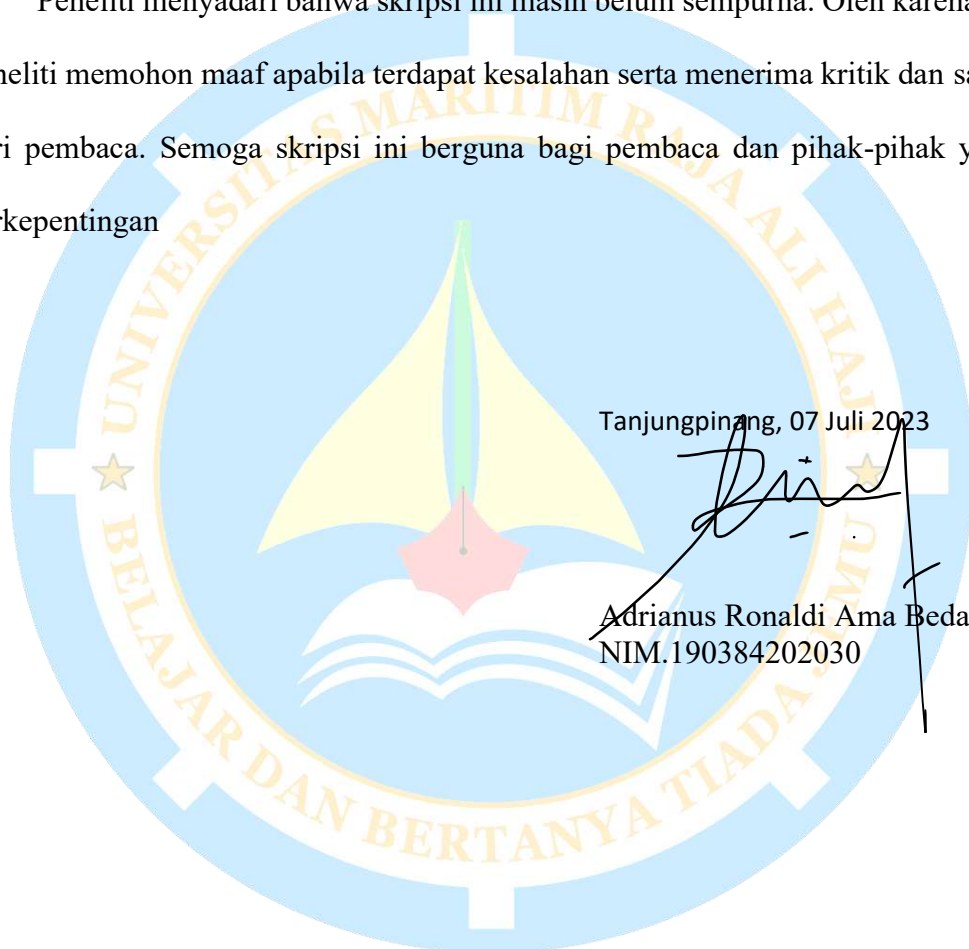 Peneliti menyadari bahwa skripsi ini masih belum sempurna. Oleh karena
neliti memohon maaf apabila terdapat kesalahan serta menerima kritik dan sa
ri pembaca. Semoga skripsi ini berguna bagi pembaca dan pihak-pihak y
rkepentingan
UNIVERSITAS MARITIM RAJA ALI HAJI
Tanjungpinang, 07 Juli 2023
Adrianus Ronaldi Ama Beda
NIM.190384202030
BELAJAR DAN BERTANYA TIADA JEMU